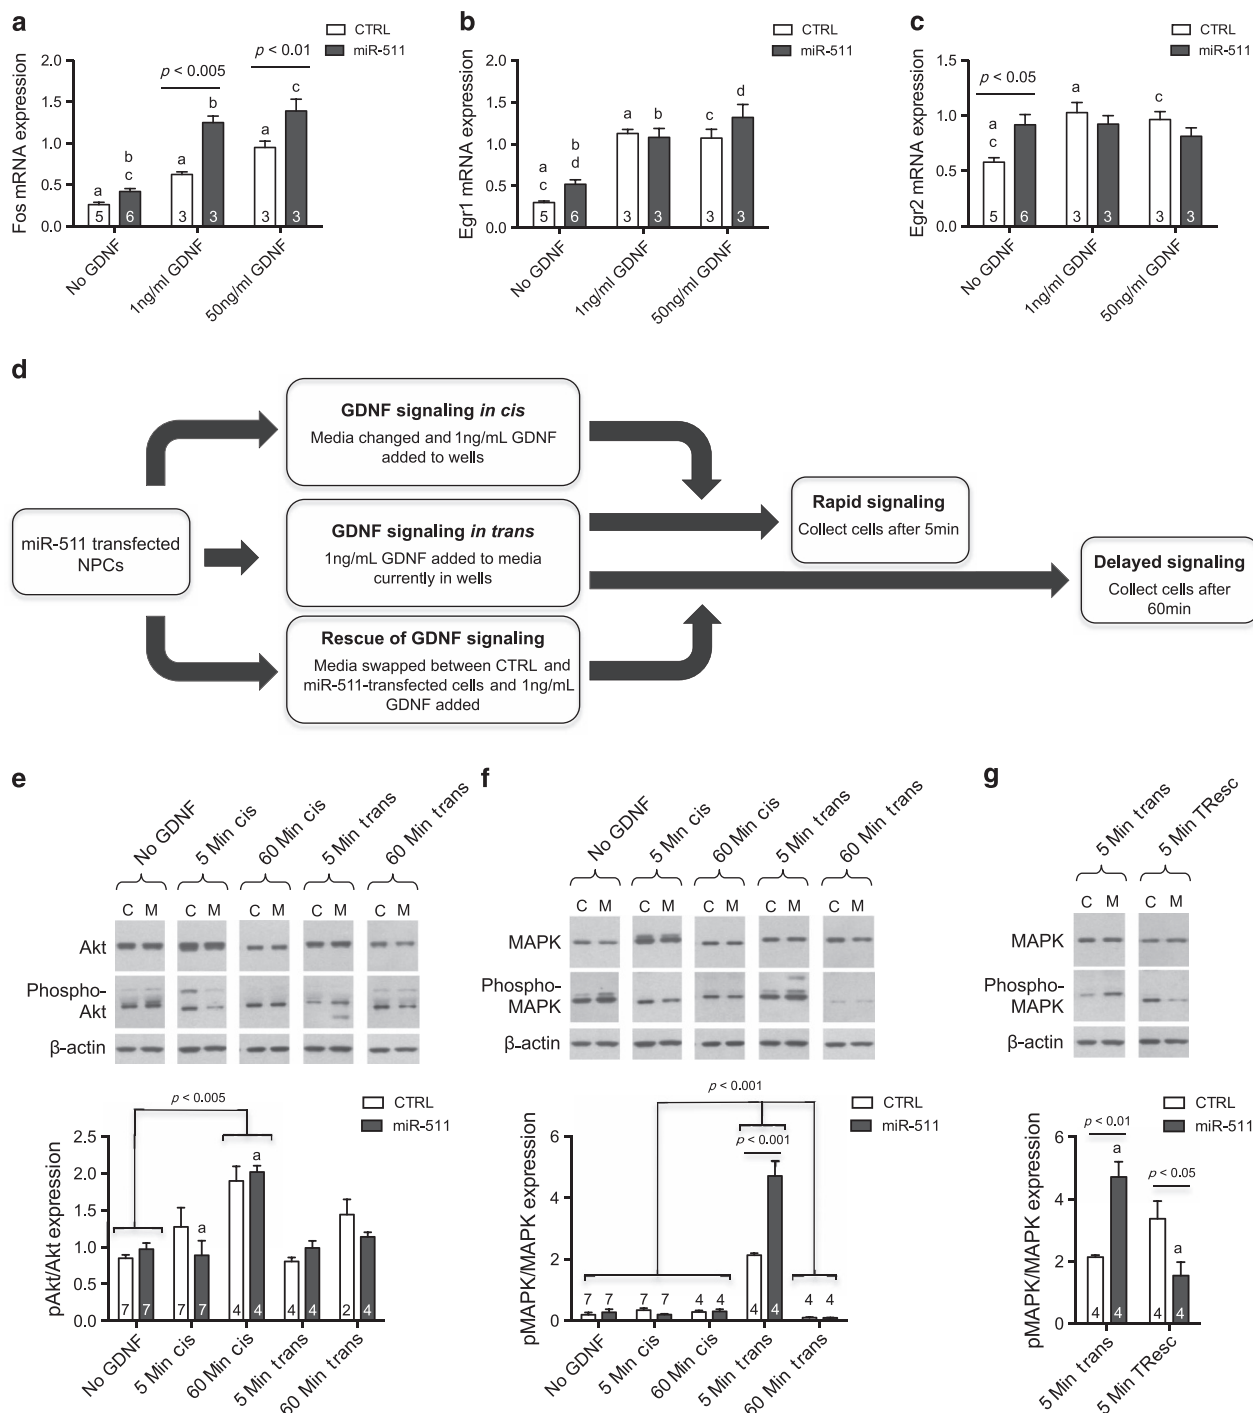 a
CTRL
miR-511
p < 0.01
p < 0.005
Fos mRNA expression
1.5
1.0
0.5
0.0
a
b
c
a
b
a
c
5
6
3
3
3
3
No GDNF
1ng/ml GDNF
50ng/ml GDNF
b
CTRL
miR-511
Egr1 mRNA expression
2.0
1.5
1.0
0.5
0.0
a
c
b
d
a
b
c
d
5
6
3
3
3
3
No GDNF
1ng/ml GDNF
50ng/ml GDNF
c
CTRL
miR-511
p < 0.05
Egr2 mRNA expression
1.5
1.0
0.5
0.0
a
c
a
c
5
6
3
3
3
3
No GDNF
1ng/ml GDNF
50ng/ml GDNF
d
miR-511 transfected
NPCs
GDNF signaling in cis
Media changed and 1ng/mL GDNF
added to wells
GDNF signaling in trans
1ng/mL GDNF added to media
currently in wells
Rescue of GDNF signaling
Media swapped between CTRL and
miR-511-transfected cells and 1ng/mL
GDNF added
Rapid signaling
Collect cells after 5min
Delayed signaling
Collect cells after
60min
e
No GDNF
5 Min cis
60 Min cis
5 Min trans
60 Min trans
C M C M C M C M C M
Akt
Phospho-
Akt
β-actin
CTRL
miR-511
p < 0.005
pAkt/Akt expression
2.5
2.0
1.5
1.0
0.5
0.0
a
a
7
7
7
7
4
4
4
4
2
4
No GDNF
5 Min cis
60 Min cis
5 Min trans
60 Min trans
f
No GDNF
5 Min cis
60 Min cis
5 Min trans
60 Min trans
C M C M C M C M C M
MAPK
Phospho-
MAPK
β-actin
CTRL
miR-511
p < 0.001
p < 0.001
pMAPK/MAPK expression
6
4
2
0
7
7
7
7
4
4
4
4
4
4
No GDNF
5 Min cis
60 Min cis
5 Min trans
60 Min trans
g
5 Min trans
5 Min TResc
C M C M
MAPK
Phospho-
MAPK
β-actin
CTRL
miR-511
p < 0.01
p < 0.05
pMAPK/MAPK expression
6
4
2
0
a
a
4
4
4
4
5 Min trans
5 Min TResc